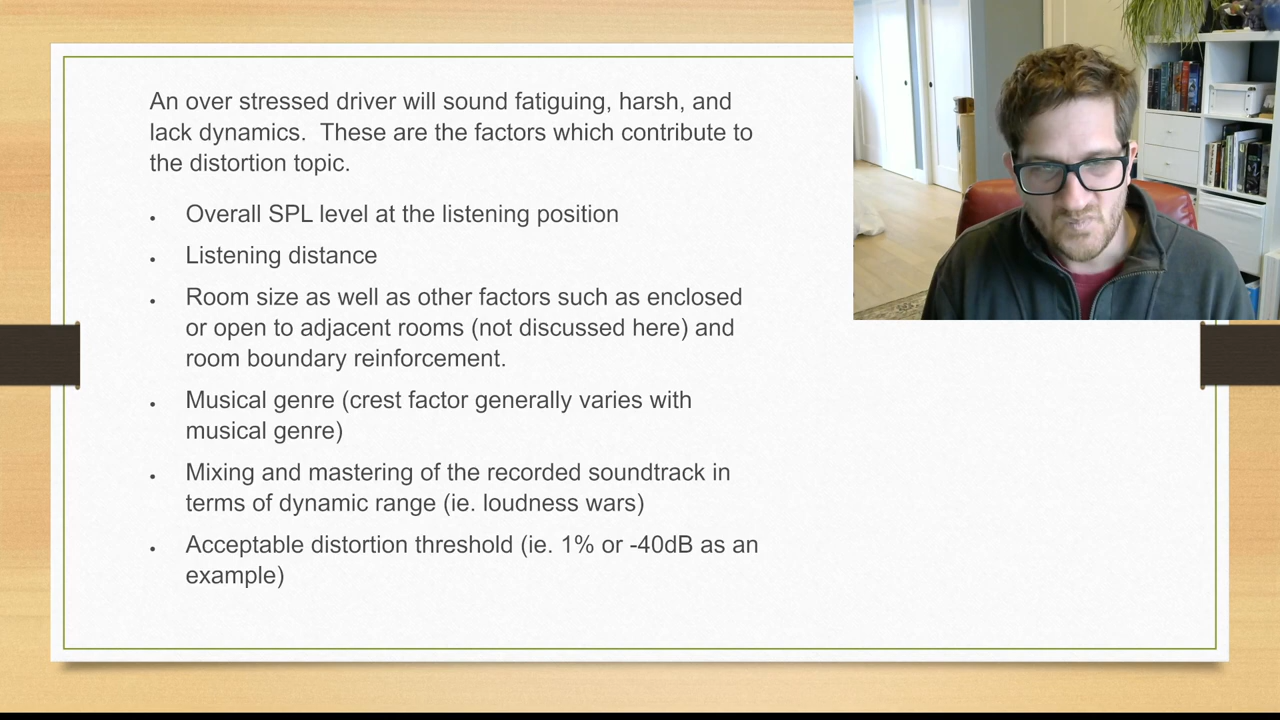 An over stressed driver will sound fatiguing, harsh, and
lack dynamics.  These are the factors which contribute to
the distortion topic.
• Overall SPL level at the listening position
• Listening distance
• Room size as well as other factors such as enclosed
or open to adjacent rooms (not discussed here) and
room boundary reinforcement.
• Musical genre (crest factor generally varies with
musical genre)
• Mixing and mastering of the recorded soundtrack in
terms of dynamic range (ie. loudness wars)
• Acceptable distortion threshold (ie. 1% or -40dB as an
example)